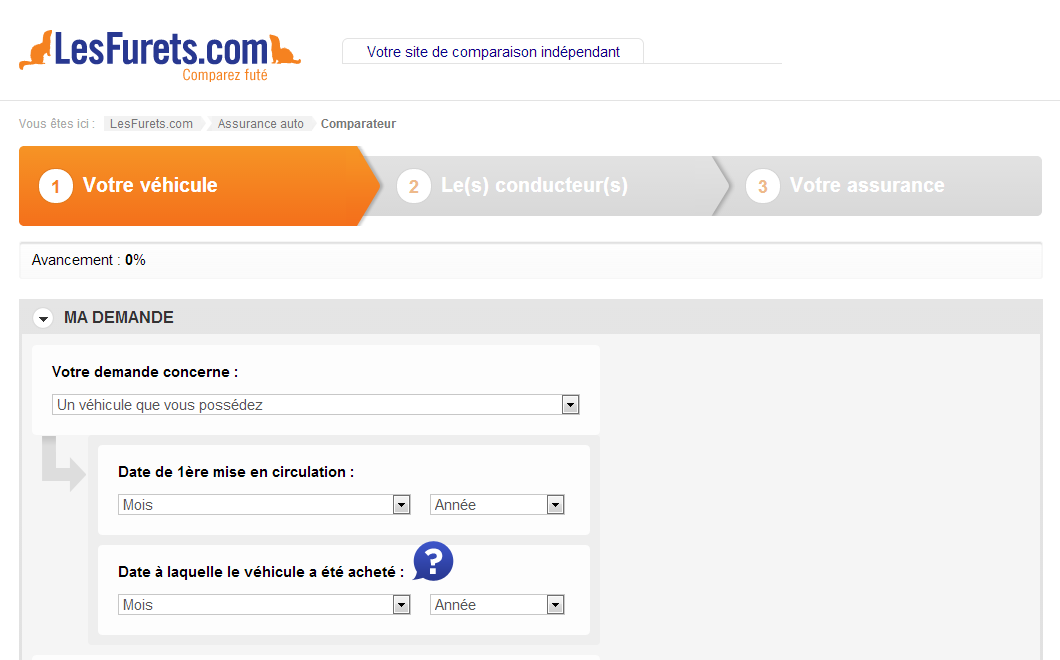 LesFurets.com
Comparez futé
Votre site de comparaison indépendant
Vous êtes ici : LesFurets.com Assurance auto Comparateur
1 Votre véhicule 2 Le(s) conducteur(s) 3 Votre assurance
Avancement : 0%
MA DEMANDE
Votre demande concerne :
Un véhicule que vous possédez
Date de 1ère mise en circulation :
Mois Année
Date à laquelle le véhicule a été acheté : ?
Mois Année